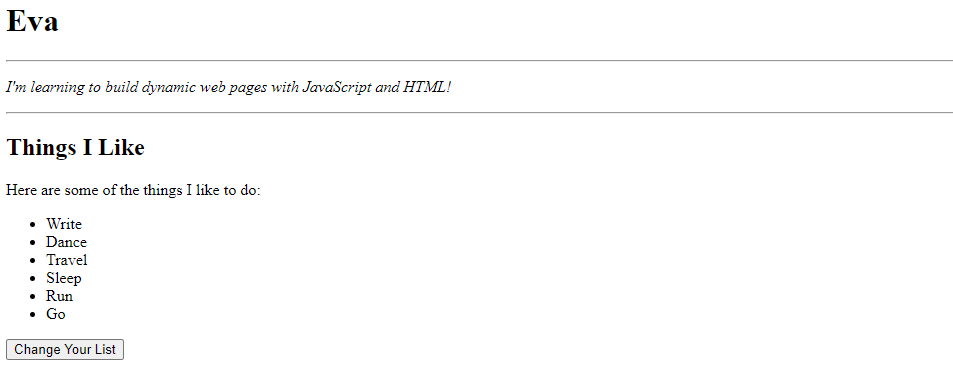 Eva
I'm learning to build dynamic web pages with JavaScript and HTML!
Things I Like
Here are some of the things I like to do:
Write
Dance
Travel
Sleep
Run
Go
Change Your List